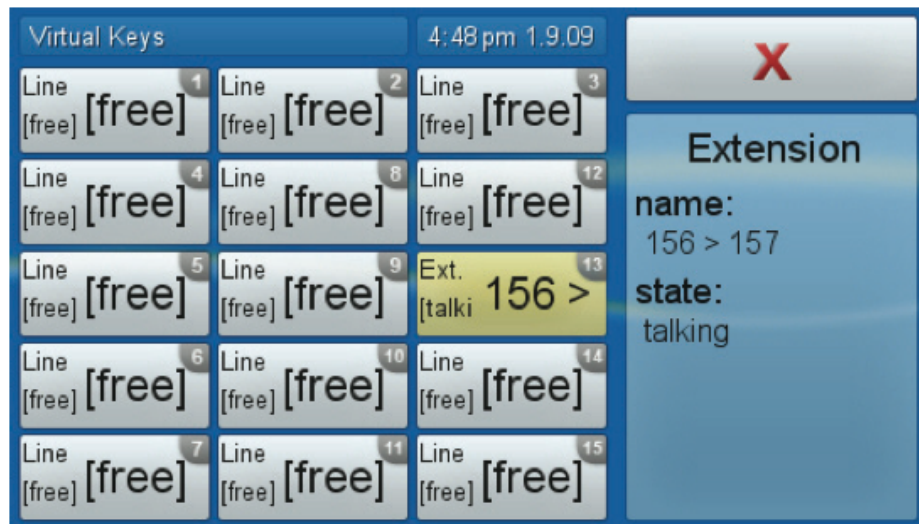 Virtual Keys
4:48 pm 1.9.09
X
Line
[free]
[free]
1
Line
[free]
[free]
2
Line
[free]
[free]
3
Line
[free]
[free]
4
Line
[free]
[free]
8
Line
[free]
[free]
12
Line
[free]
[free]
5
Line
[free]
[free]
9
Ext.
[talki
156 >
13
Line
[free]
[free]
6
Line
[free]
[free]
10
Line
[free]
[free]
14
Line
[free]
[free]
7
Line
[free]
[free]
11
Line
[free]
[free]
15
Extension
name:
156 > 157
state:
talking